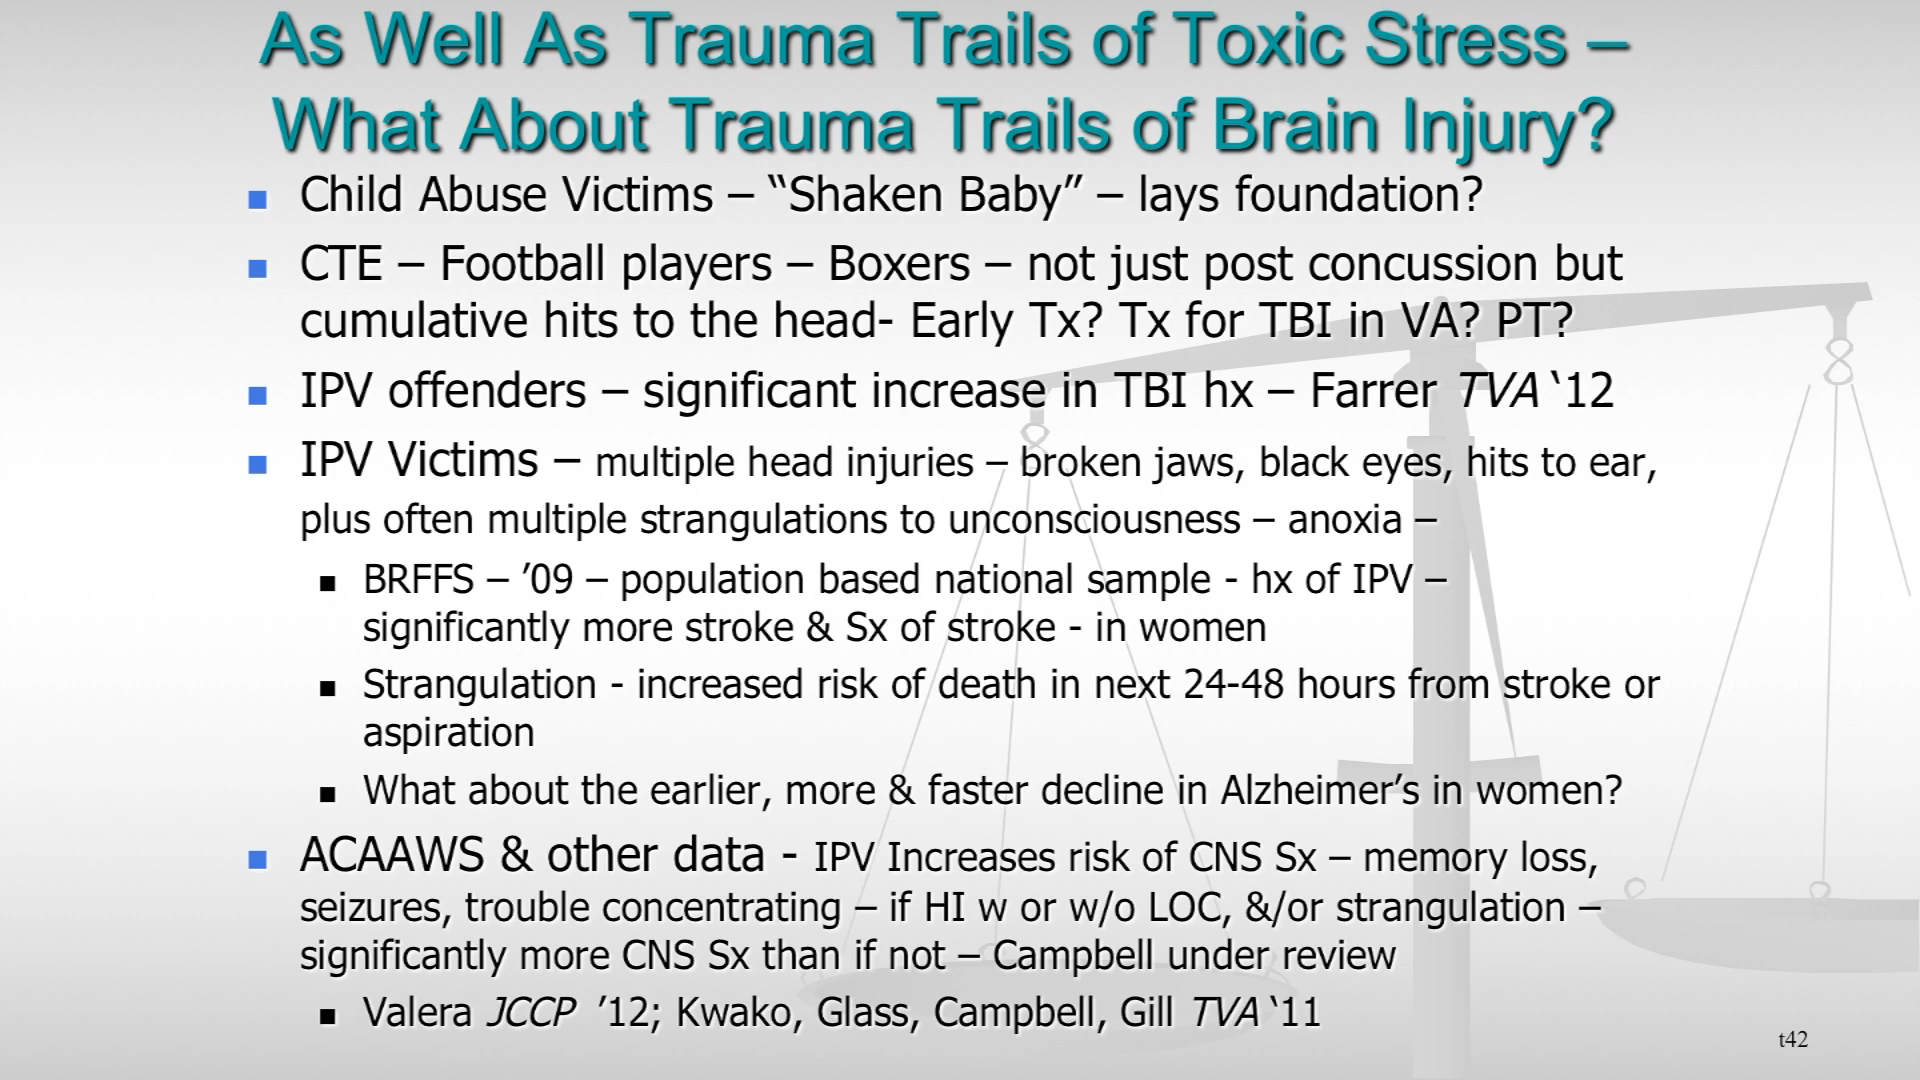 As Well As Trauma Trails of Toxic Stress –
What About Trauma Trails of Brain Injury?
Child Abuse Victims – “Shaken Baby” – lays foundation?
CTE – Football players – Boxers – not just post concussion but
cumulative hits to the head- Early Tx? Tx for TBI in VA? PT?
IPV offenders – significant increase in TBI hx – Farrer TVA ‘12
IPV Victims – multiple head injuries – broken jaws, black eyes, hits to ear,
plus often multiple strangulations to unconsciousness – anoxia –
BRFFS – ’09 – population based national sample - hx of IPV –
significantly more stroke & Sx of stroke - in women
Strangulation - increased risk of death in next 24-48 hours from stroke or
aspiration
What about the earlier, more & faster decline in Alzheimer’s in women?
ACAAWS & other data - IPV Increases risk of CNS Sx – memory loss,
seizures, trouble concentrating – if HI w or w/o LOC, &/or strangulation –
significantly more CNS Sx than if not – Campbell under review
Valera JCCP ’12; Kwako, Glass, Campbell, Gill TVA ‘11
t42